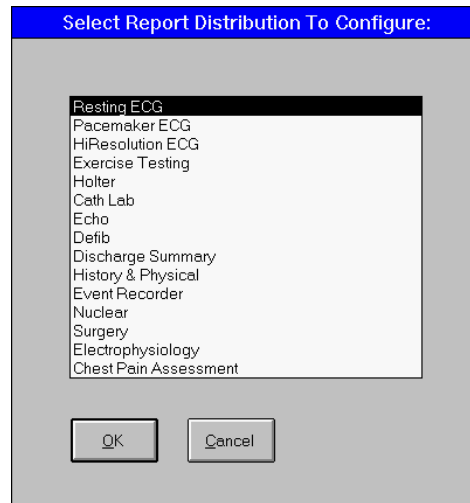 Select Report Distribution To Configure:
Resting ECG
Pacemaker ECG
HiResolution ECG
Exercise Testing
Holter
Cath Lab
Echo
Defib
Discharge Summary
History & Physical
Event Recorder
Nuclear
Surgery
Electrophysiology
Chest Pain Assessment
OK Cancel